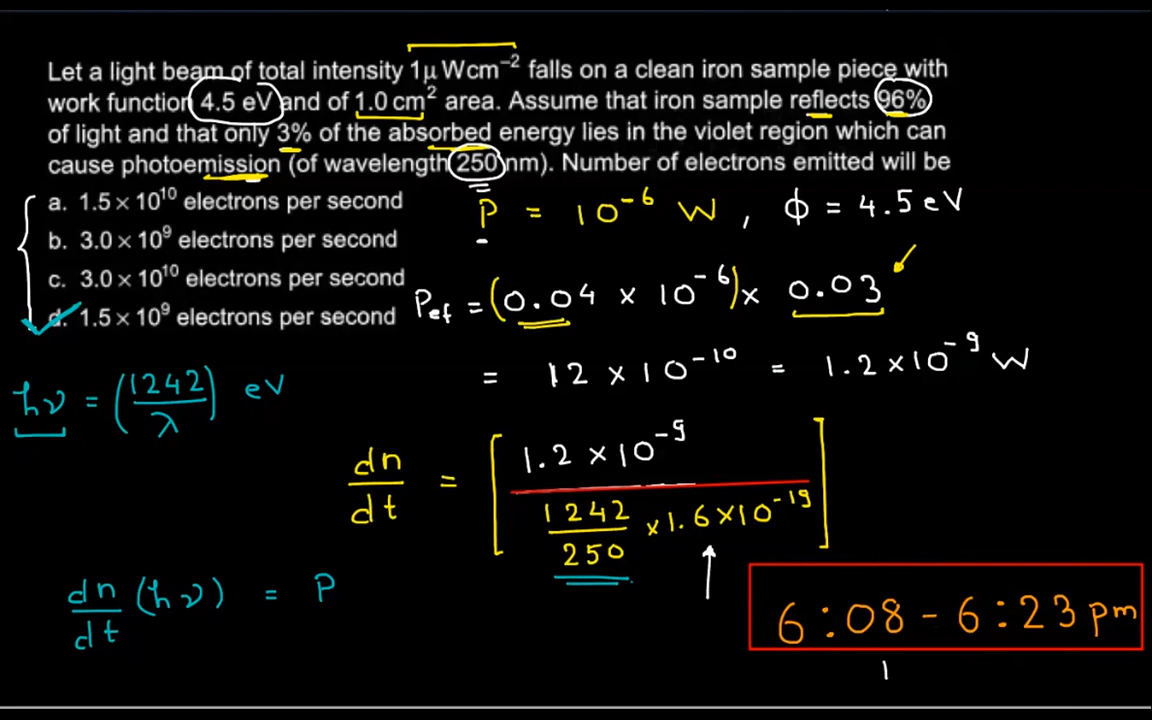 Let a light beam of total intensity 1μ Wcm⁻² falls on a clean iron sample piece with
work function 4.5 eV and of 1.0 cm² area. Assume that iron sample reflects 96%
of light and that only 3% of the absorbed energy lies in the violet region which can
cause photoemission (of wavelength 250 nm). Number of electrons emitted will be
a. 1.5 × 10¹⁰ electrons per second
b. 3.0 × 10⁹ electrons per second
c. 3.0 × 10¹⁰ electrons per second
d. 1.5 × 10⁹ electrons per second
P = 10⁻⁶ W, ϕ = 4.5 eV
Pef = (0.04 × 10⁻⁶) × 0.03
= 12 × 10⁻¹⁰ = 1.2 × 10⁻⁹ W
hν = (1242/λ) eV
dn/dt = [1.2 × 10⁻⁹ / (1242/250 × 1.6 × 10⁻¹⁹)]
dn/dt (hν) = P
6:08 - 6:23 pm